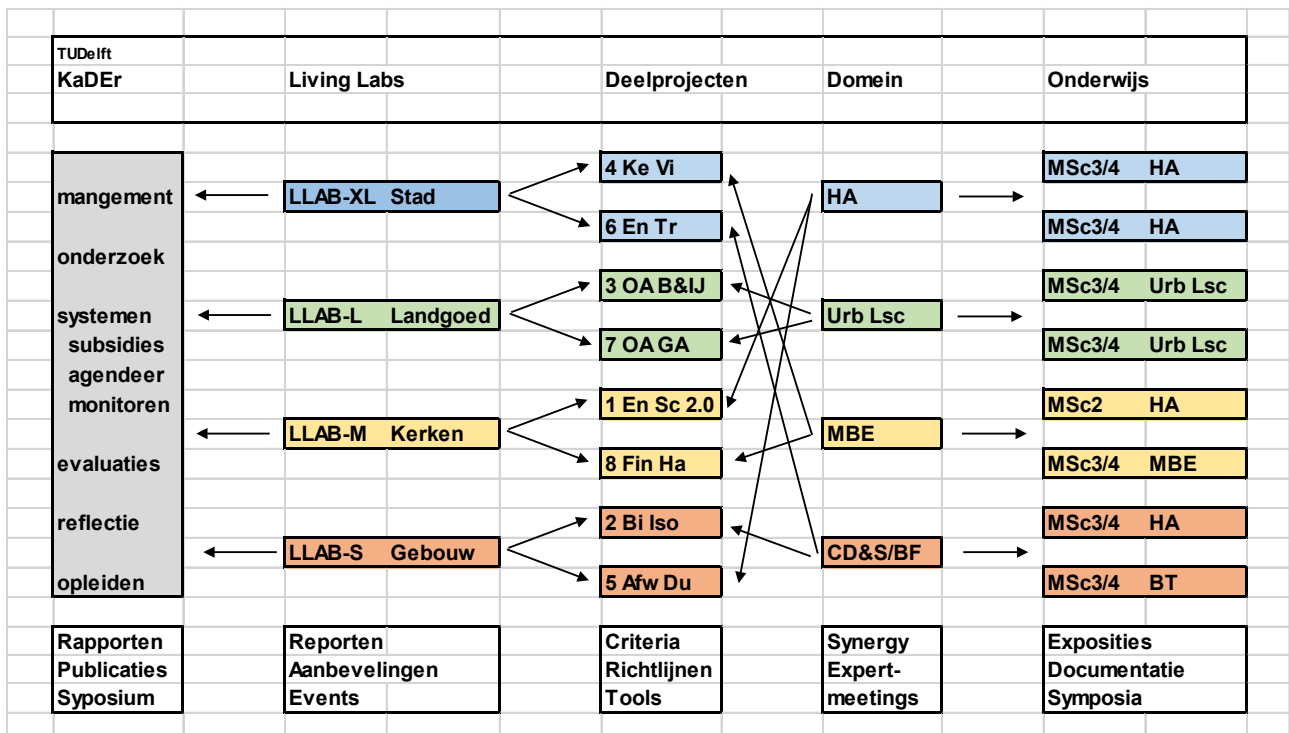 TUDelft
KaDEr Living Labs Deelprojecten Domein Onderwijs
4 Ke Vi MSc3/4 HA
mangement LLAB-XL Stad HA
6 En Tr MSc3/4 HA
onderzoek
3 OA B&IJ MSc3/4 Urb Lsc
systemen LLAB-L Landgoed Urb Lsc
subsidies 7 OA GA MSc3/4 Urb Lsc
agendeer
monitoren 1 En Sc 2.0 MSc2 HA
LLAB-M Kerken MBE
evaluaties 8 Fin Ha MSc3/4 MBE
reflectie 2 Bi Iso MSc3/4 HA
LLAB-S Gebouw CD&S/BF
opleiden 5 Afw Du MSc3/4 BT
Rapporten Reporten Criteria Synergy Exposities
Publicaties Aanbevelingen Richtlijnen Expert- Documentatie
Syposium Events Tools meetings Symposia